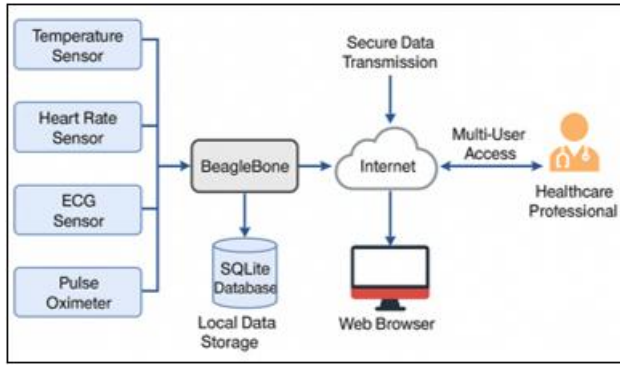 Temperature
Sensor
Heart Rate
Sensor
ECG
Sensor
Pulse
Oximeter
BeagleBone
SQLite
Database
Local Data
Storage
Secure Data
Transmission
Internet
Web Browser
Multi-User
Access
Healthcare
Professional